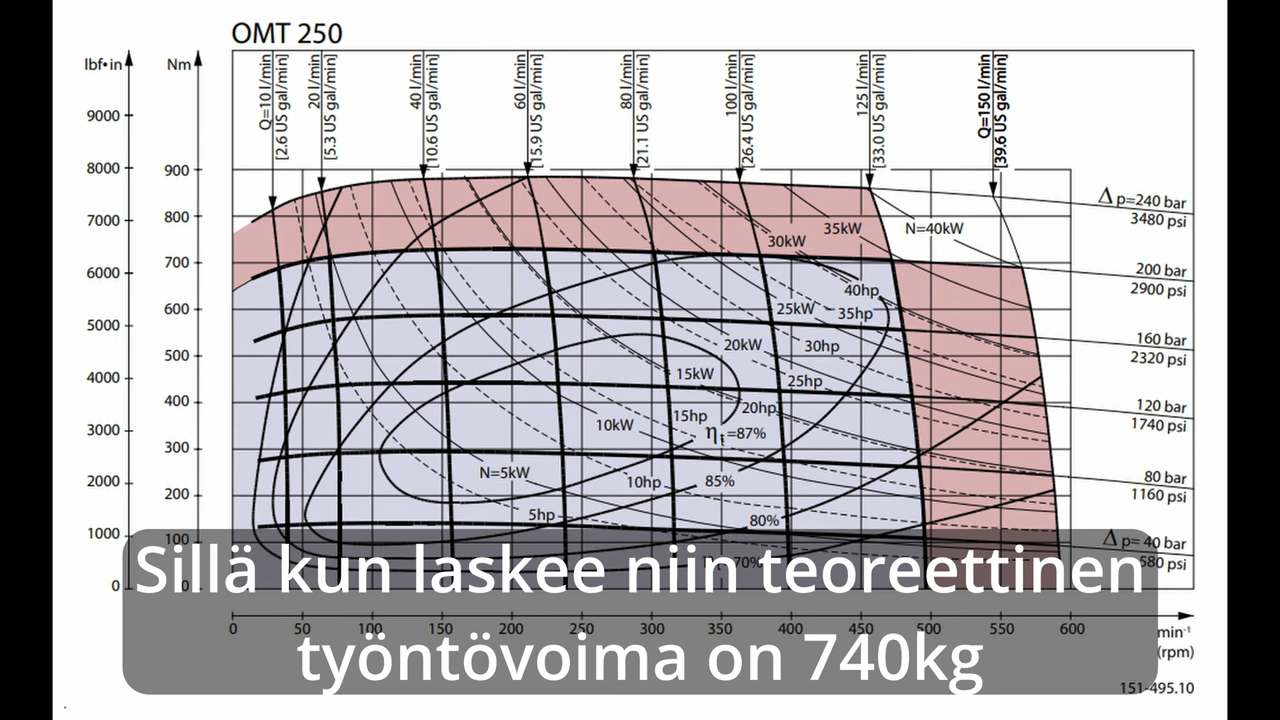 OMT 250
lbf•in
Nm
Q=10 l/min
[2.6 US gal/min]
20 l/min
[5.3 US gal/min]
40 l/min
[10.6 US gal/min]
60 l/min
[15.9 US gal/min]
80 l/min
[21.1 US gal/min]
100 l/min
[26.4 US gal/min]
125 l/min
[33.0 US gal/min]
Q=150 l/min
[39.6 US gal/min]
9000
8000
7000
6000
5000
4000
3000
2000
1000
0
900
800
700
600
500
400
300
200
100
0
Δ p=240 bar
3480 psi
200 bar
2900 psi
160 bar
2320 psi
120 bar
1740 psi
80 bar
1160 psi
Δ p= 40 bar
580 psi
35kW
N=40kW
30kW
40hp
25kW
35hp
20kW
30hp
15kW
25hp
15hp
20hp
10kW
ηt=87%
N=5kW
10hp
85%
5hp
80%
70%
Sillä kun laskee niin teoreettinen
työntövoima on 740kg
0 50 100 150 200 250 300 350 400 450 500 550 600
min-1
(rpm)
151-495.10